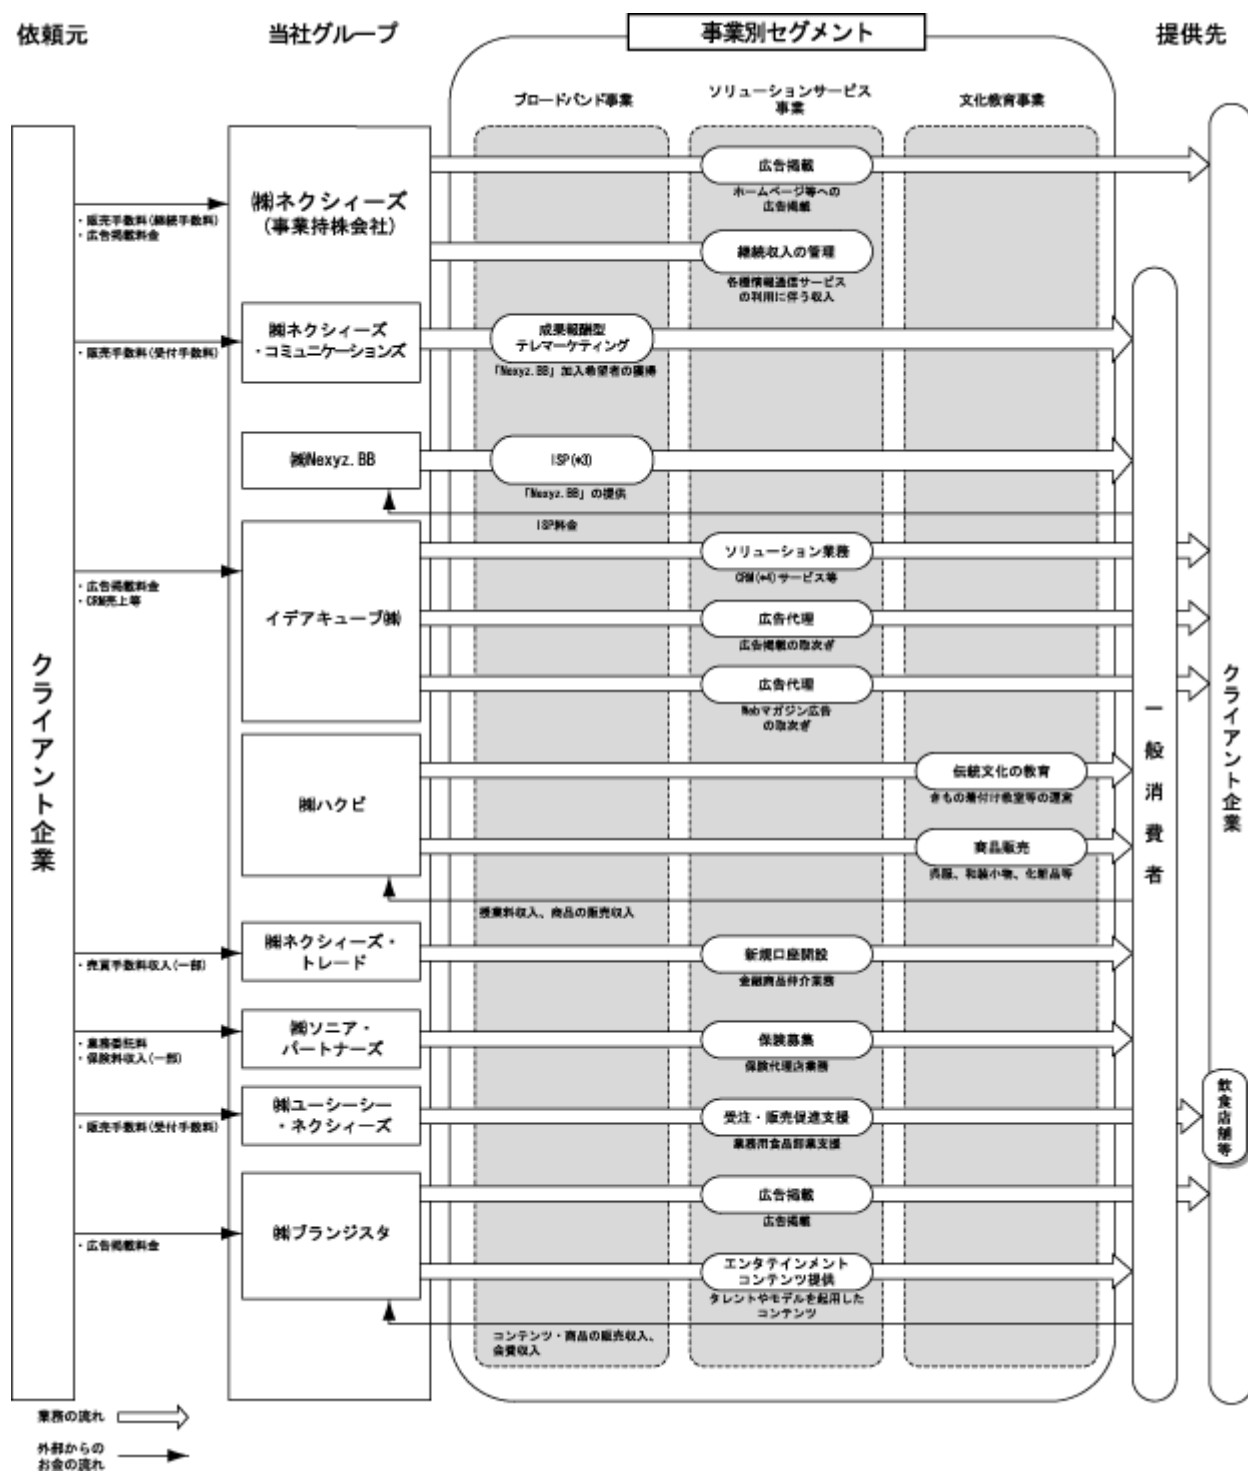 依頼元
当社グループ
事業別セグメント
提供先
ブロードバンド事業
ソリューションサービス
事業
文化教育事業
クライアント企業
・販売手数料(継続手数料)
・広告掲載料金
㈱ネクシィーズ
(事業持株会社)
広告掲載
ホームページ等への
広告掲載
継続収入の管理
各種情報通信サービス
の利用に伴う収入
・販売手数料(受付手数料)
㈱ネクシィーズ
・コミュニケーションズ
成果報酬型
テレマーケティング
「Nexyz.BB」加入希望者の獲得
㈱Nexyz.BB
ISP(*3)
「Nexyz.BB」の提供
ISP料金
・広告掲載料金
・CRM売上等
イデアキューブ㈱
ソリューション業務
CRM(*4)サービス等
広告代理
広告掲載の取次ぎ
広告代理
Webマガジン広告
の取次ぎ
㈱ハクビ
伝統文化の教育
きもの着付け教室等の運営
商品販売
呉服、和装小物、化粧品等
授業料収入、商品の販売収入
・売買手数料収入(一部)
㈱ネクシィーズ・
トレード
新規口座開設
金融商品仲介業務
・業務委託料
・保険料収入(一部)
㈱ソニア・
パートナーズ
保険募集
保険代理店業務
・販売手数料(受付手数料)
㈱ユーシーシー
・ネクシィーズ
受注・販売促進支援
業務用食品卸業支援
飲食店舗等
・広告掲載料金
㈱ブランジスタ
広告掲載
広告掲載
エンタテインメント
コンテンツ提供
タレントやモデルを起用した
コンテンツ
コンテンツ・商品の販売収入、
会費収入
一般消費者
クライアント企業
業務の流れ
外部からの
お金の流れ